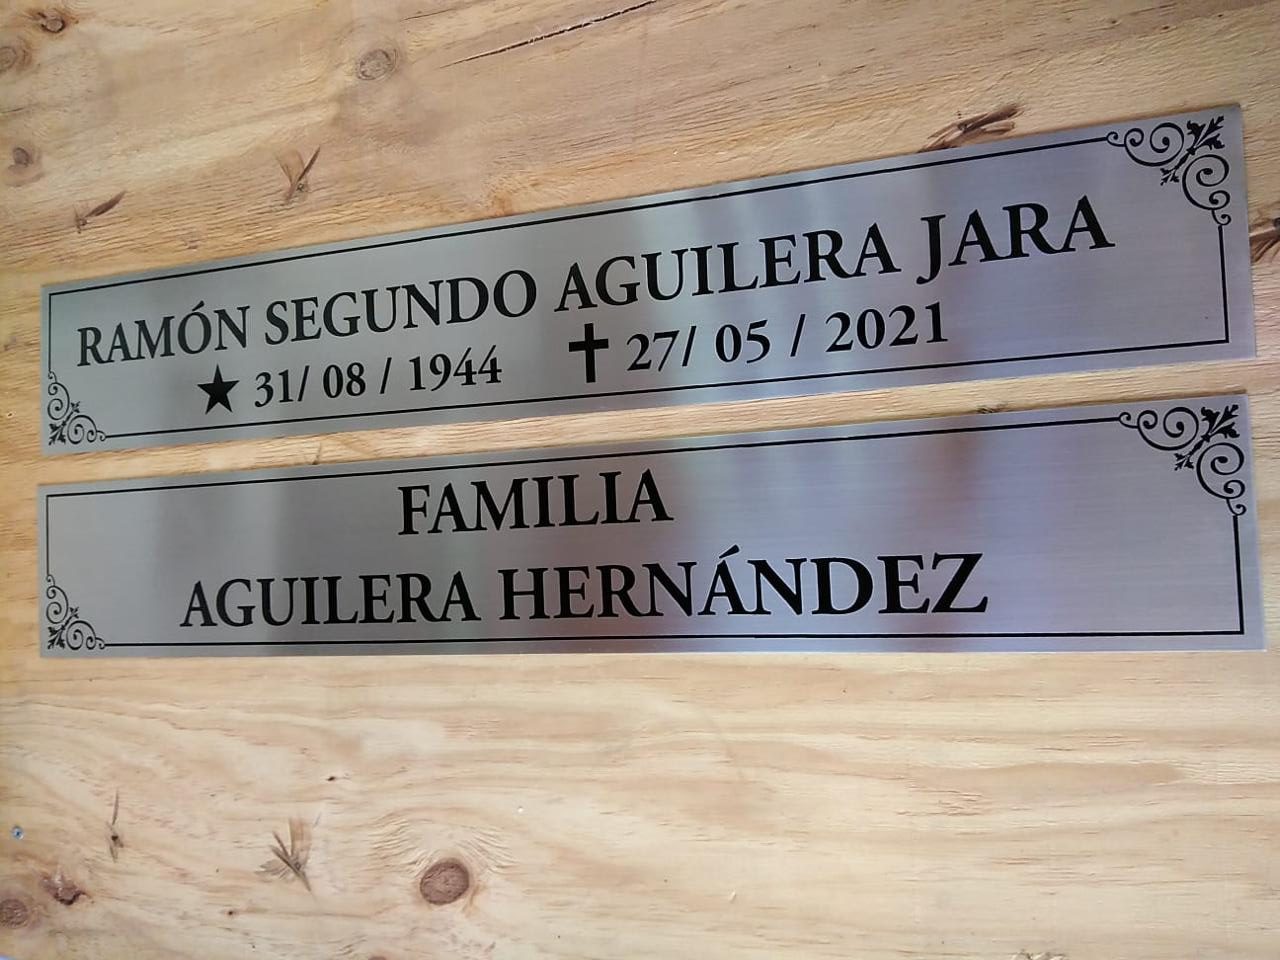 RAMÓN SEGUNDO AGUILERA JARA
★ 31/ 08 / 1944 ✝ 27/ 05 / 2021
FAMILIA
AGUILERA HERNÁNDEZ